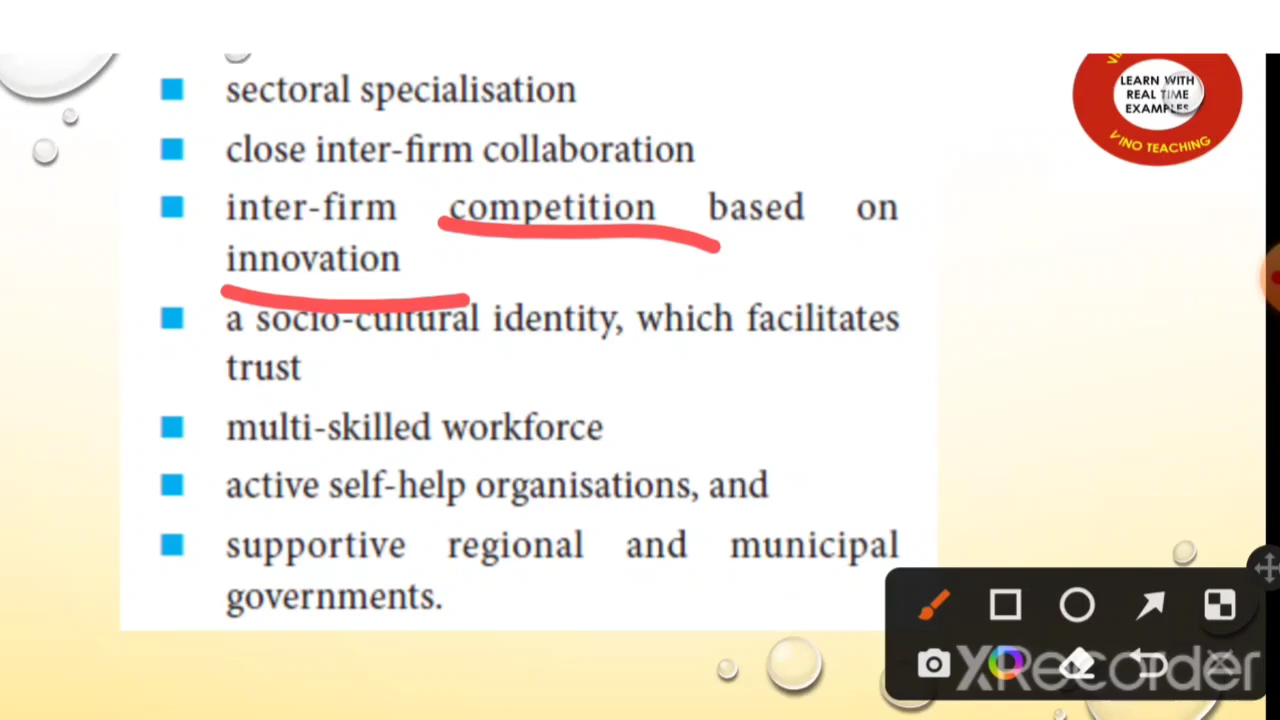 sectoral specialisation
close inter-firm collaboration
inter-firm competition based on
innovation
a socio-cultural identity, which facilitates
trust
multi-skilled workforce
active self-help organisations, and
supportive regional and municipal
governments.
LEARN WITH
REAL TIME
EXAMPLES
VINO TEACHING
XRecorder